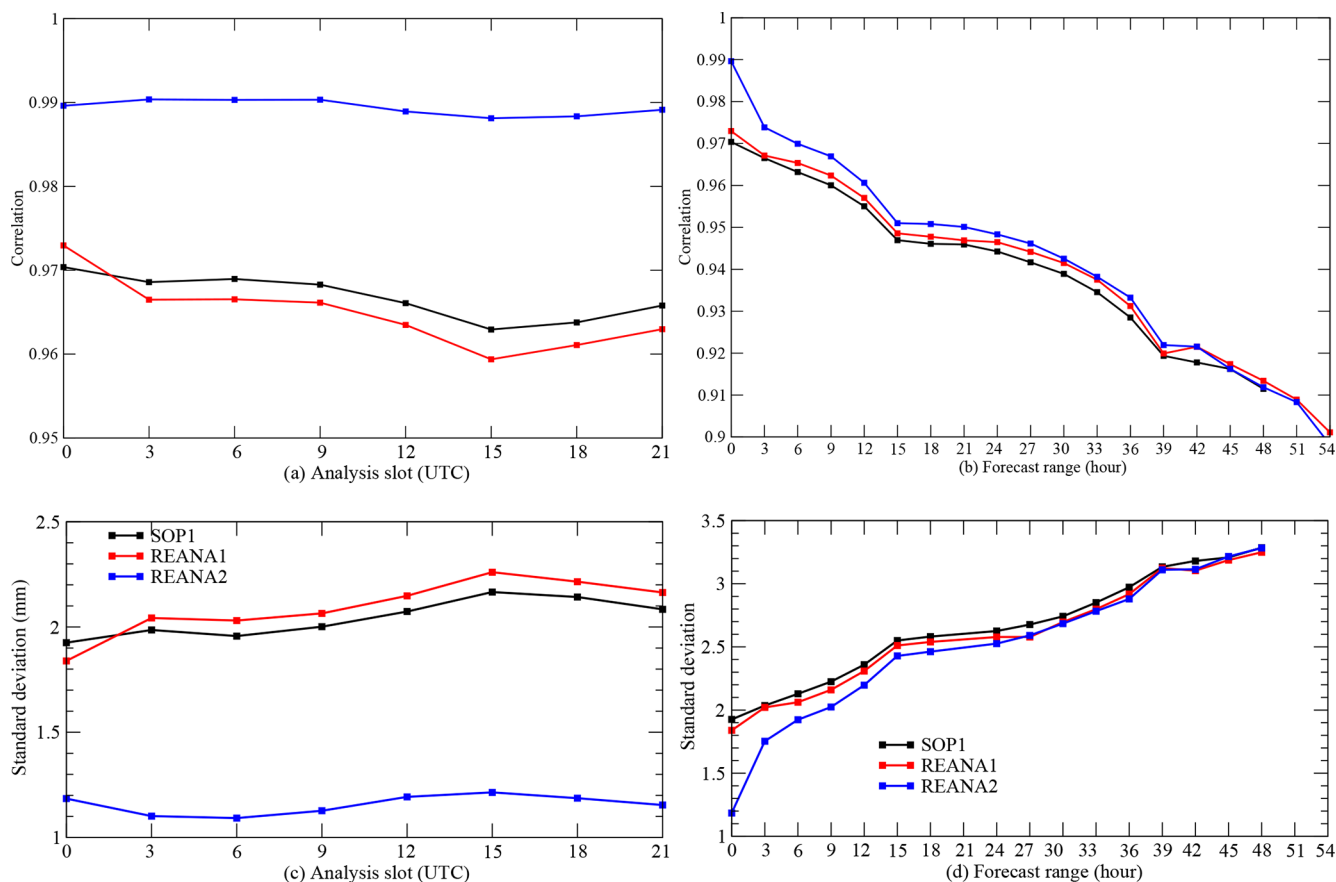 1
0.99
0.98
0.97
0.96
0.95
Correlation
0 3 6 9 12 15 18 21
(a) Analysis slot (UTC)
1
0.99
0.98
0.97
0.96
0.95
0.94
0.93
0.92
0.91
0.9
Correlation
0 3 6 9 12 15 18 21 24 27 30 33 36 39 42 45 48 51 54
(b) Forecast range (hour)
2.5
2
1.5
1
Standard deviation (mm)
SOP1
REANA1
REANA2
0 3 6 9 12 15 18 21
(c) Analysis slot (UTC)
3.5
3
2.5
2
1.5
1
Standard deviation
SOP1
REANA1
REANA2
0 3 6 9 12 15 18 21 24 27 30 33 36 39 42 45 48 51 54
(d) Forecast range (hour)